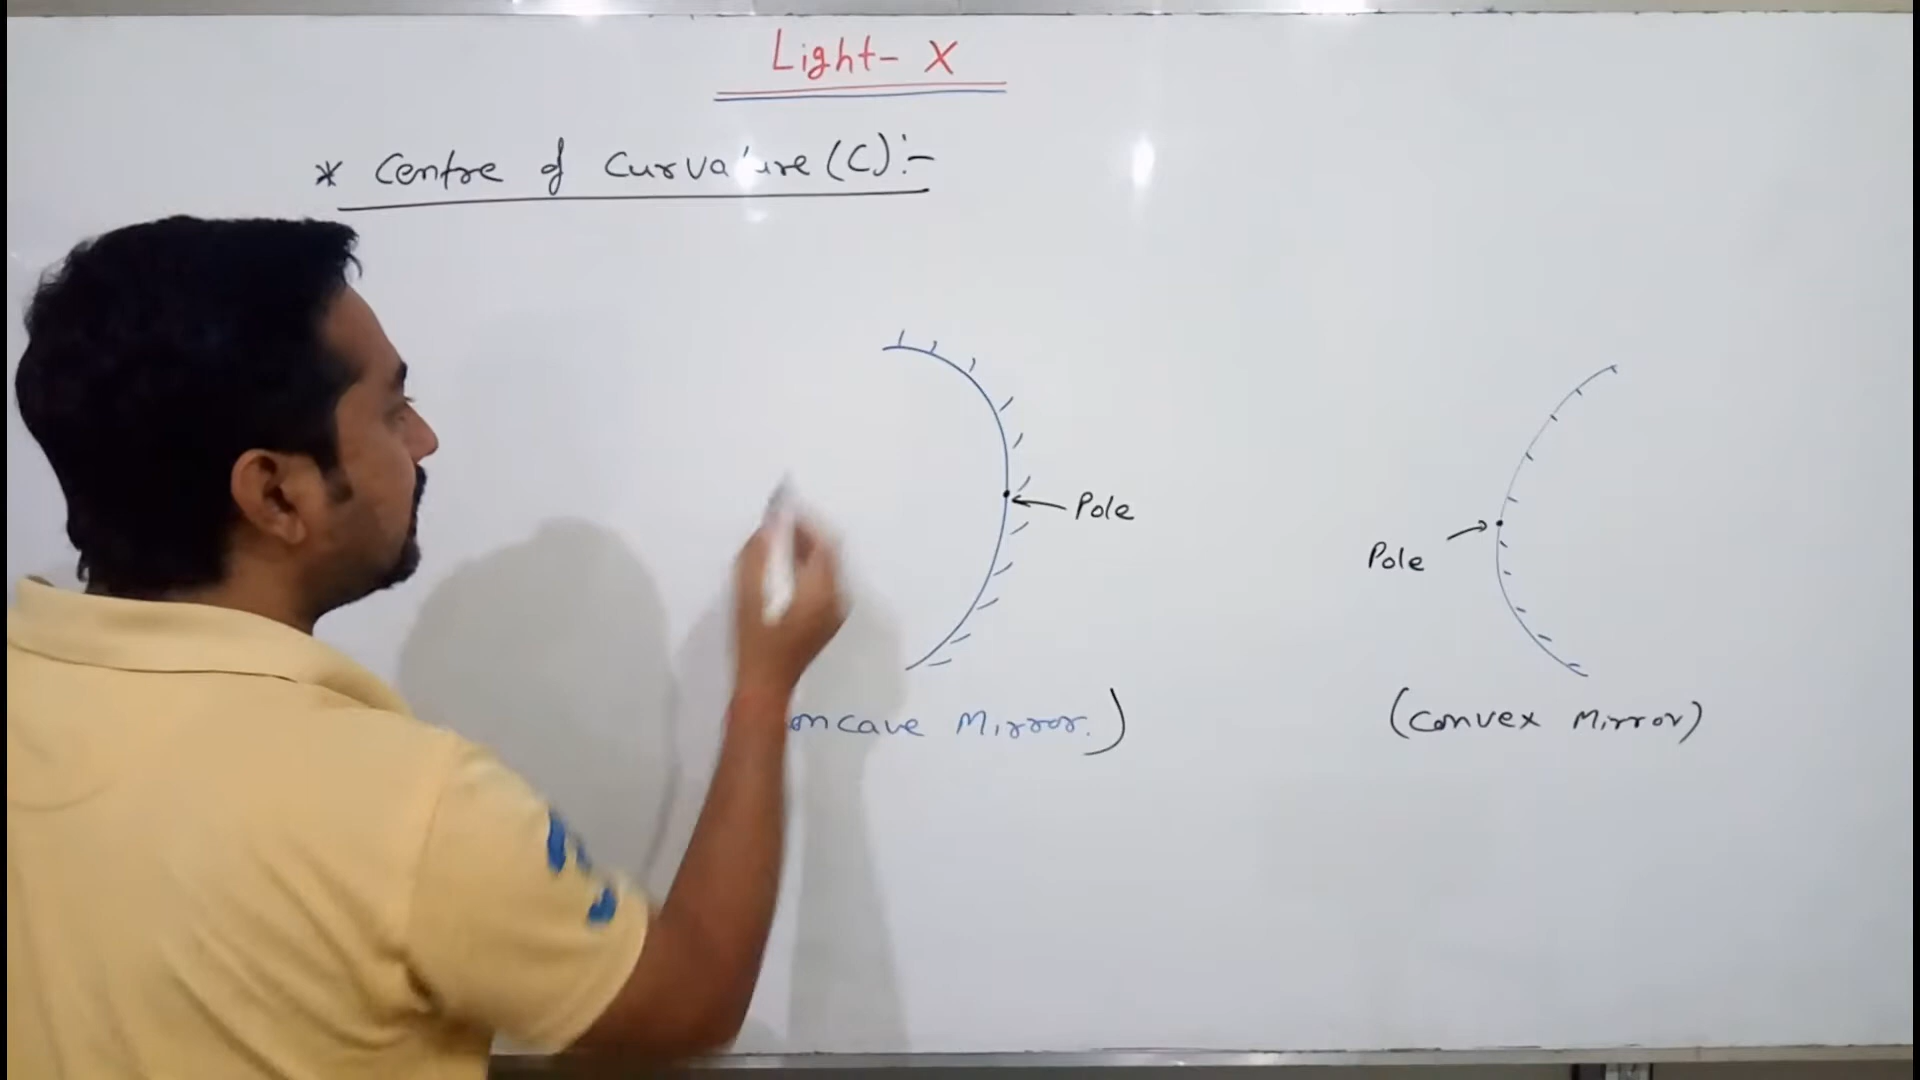 Light- X
* Centre of Curvature (C):-
Pole
Pole
Mirror.)
(Convex Mirror)